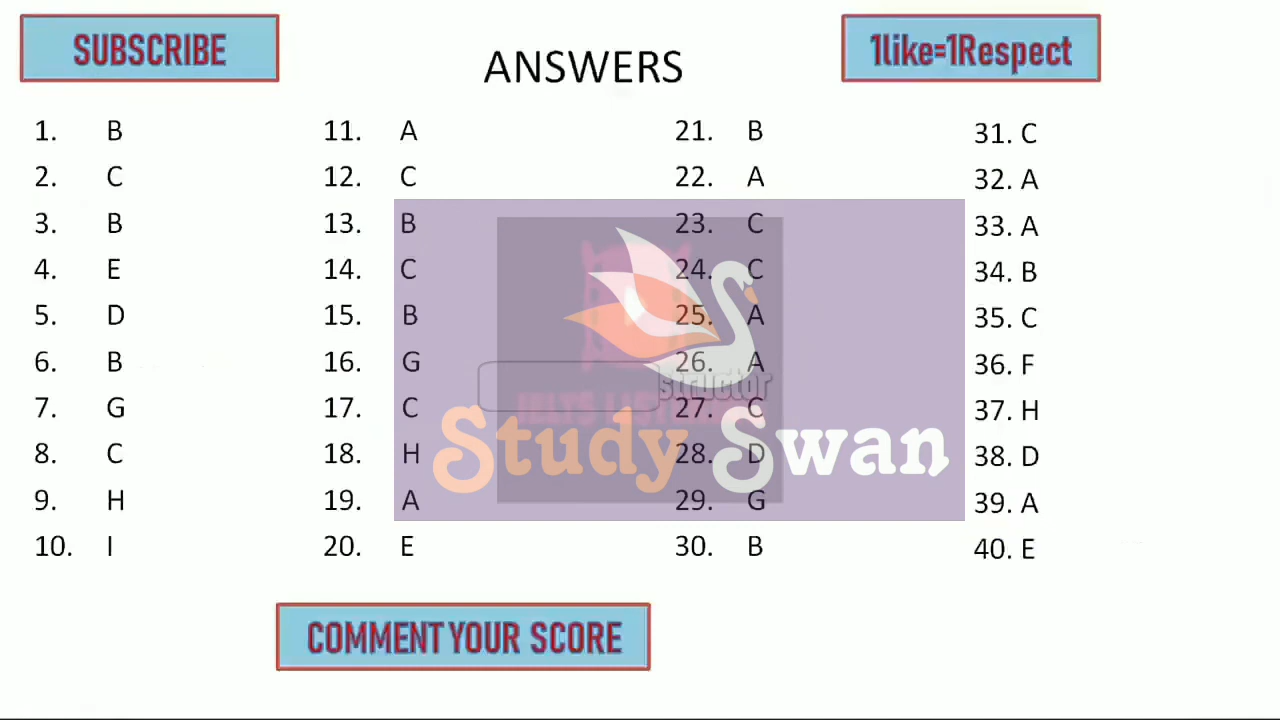 SUBSCRIBE
ANSWERS
1like=1Respect
1. B
2. C
3. B
4. E
5. D
6. B
7. G
8. C
9. H
10. I
11. A
12. C
13. B
14. C
15. B
16. G
17. C
18. H
19. A
20. E
21. B
22. A
23. C
24. C
25. A
26. A
27. C
28. D
29. G
30. B
31. C
32. A
33. A
34. B
35. C
36. F
37. H
38. D
39. A
40. E
structor
Study Swan
COMMENT YOUR SCORE